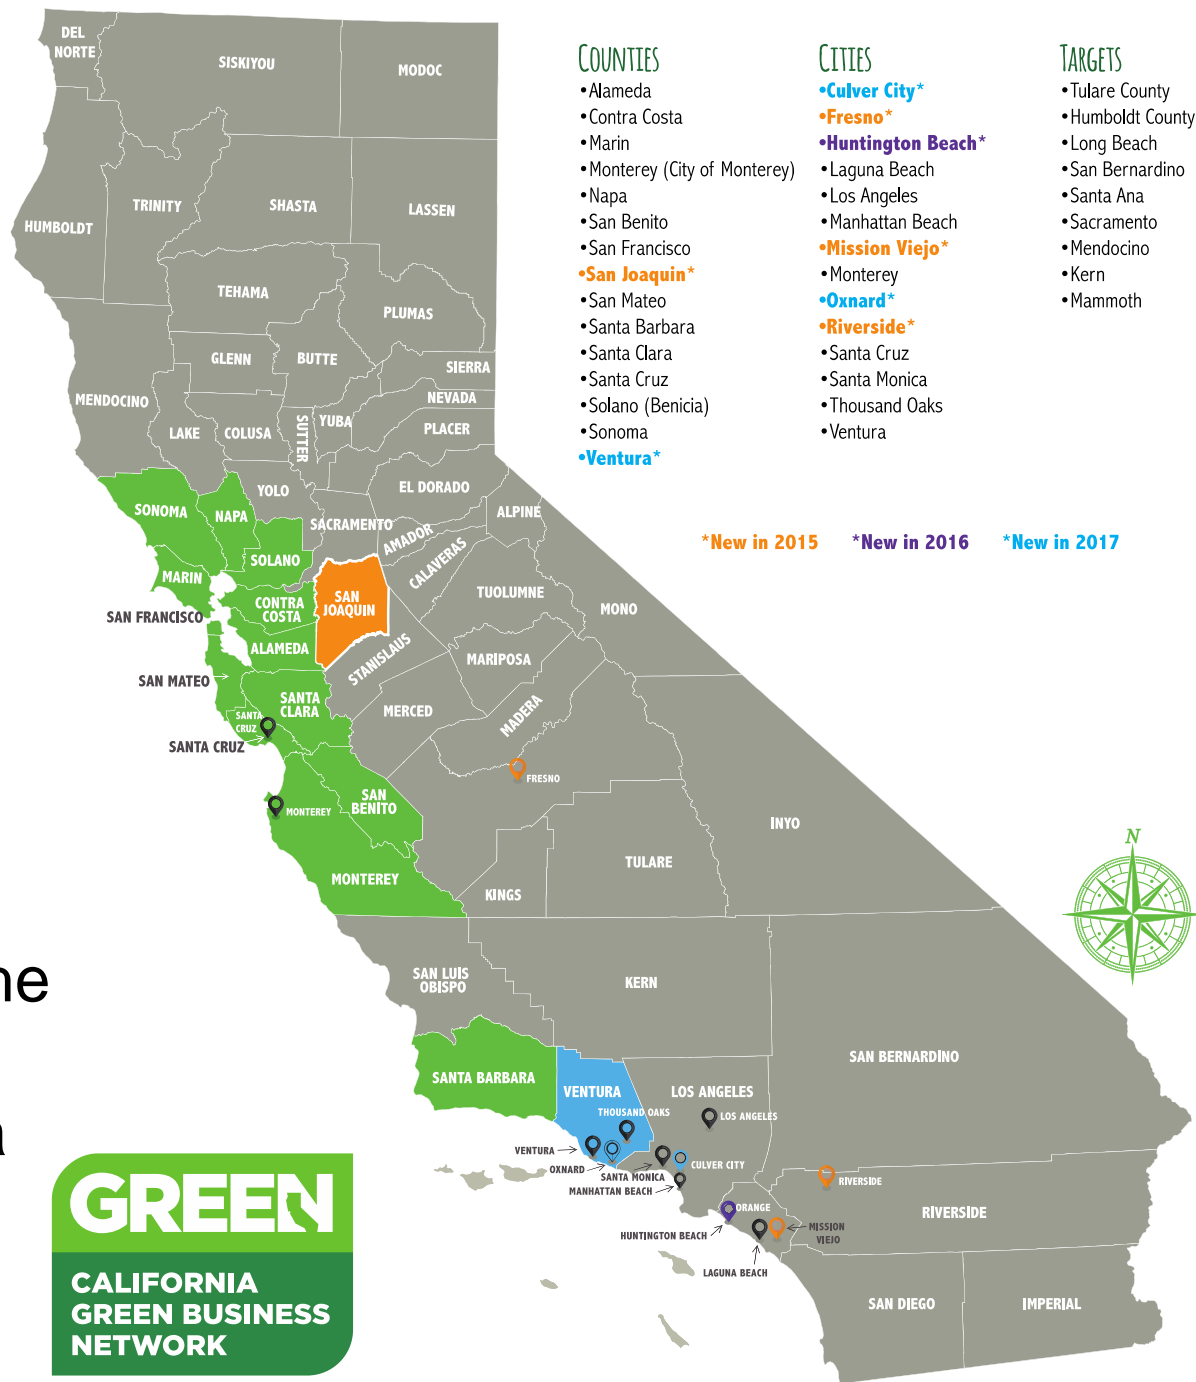 COUNTIES
•Alameda
•Contra Costa
•Marin
•Monterey (City of Monterey)
•Napa
•San Benito
•San Francisco
•San Joaquin*
•San Mateo
•Santa Barbara
•Santa Clara
•Santa Cruz
•Solano (Benicia)
•Sonoma
•Ventura*
CITIES
•Culver City*
•Fresno*
•Huntington Beach*
•Laguna Beach
•Los Angeles
•Manhattan Beach
•Mission Viejo*
•Monterey
•Oxnard*
•Riverside*
•Santa Cruz
•Santa Monica
•Thousand Oaks
•Ventura
TARGETS
•Tulare County
•Humboldt County
•Long Beach
•San Bernardino
•Santa Ana
•Sacramento
•Mendocino
•Kern
•Mammoth
*New in 2015
*New in 2016
*New in 2017
DEL
NORTE
SISKIYOU
MODOC
HUMBOLDT
TRINITY
SHASTA
LASSEN
TEHAMA
PLUMAS
MENDOCINO
GLENN
BUTTE
SIERRA
NEVADA
LAKE
COLUSA
SUTTER
YUBA
PLACER
YOLO
EL DORADO
SONOMA
NAPA
SACRAMENTO
AMADOR
ALPINE
SOLANO
CALAVERAS
MARIN
SAN
JOAQUIN
TUOLUMNE
MONO
CONTRA
COSTA
SAN FRANCISCO
ALAMEDA
STANISLAUS
MARIPOSA
SAN MATEO
SANTA
CLARA
MERCED
MADERA
SANTA
CRUZ
SANTA CRUZ
FRESNO
SAN
BENITO
MONTEREY
INYO
TULARE
MONTEREY
KINGS
N
SAN LUIS
OBISPO
KERN
ne
SAN BERNARDINO
SANTA BARBARA
VENTURA
LOS ANGELES
THOUSAND OAKS
LOS ANGELES
VENTURA
OXNARD
SANTA MONICA
CULVER CITY
MANHATTAN BEACH
RIVERSIDE
ORANGE
RIVERSIDE
HUNTINGTON BEACH
MISSION
VIEJO
LAGUNA BEACH
SAN DIEGO
IMPERIAL
GREEN
CALIFORNIA
GREEN BUSINESS
NETWORK